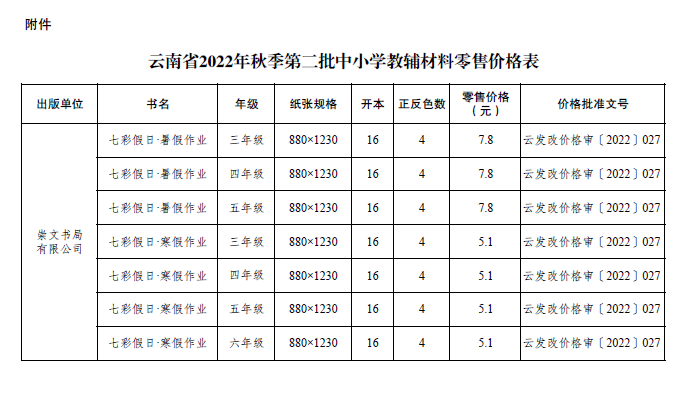 附件
云南省2022年秋季第二批中小学教辅材料零售价格表
出版单位 书名 年级 纸张规格 开本 正反色数 零售价格（元） 价格批准文号
崇文书局有限公司
七彩假日·暑假作业 三年级 880×1230 16 4 7.8 云发改价格审〔2022〕027
七彩假日·暑假作业 四年级 880×1230 16 4 7.8 云发改价格审〔2022〕027
七彩假日·暑假作业 五年级 880×1230 16 4 7.8 云发改价格审〔2022〕027
七彩假日·寒假作业 三年级 880×1230 16 4 5.1 云发改价格审〔2022〕027
七彩假日·寒假作业 四年级 880×1230 16 4 5.1 云发改价格审〔2022〕027
七彩假日·寒假作业 五年级 880×1230 16 4 5.1 云发改价格审〔2022〕027
七彩假日·寒假作业 六年级 880×1230 16 4 5.1 云发改价格审〔2022〕027